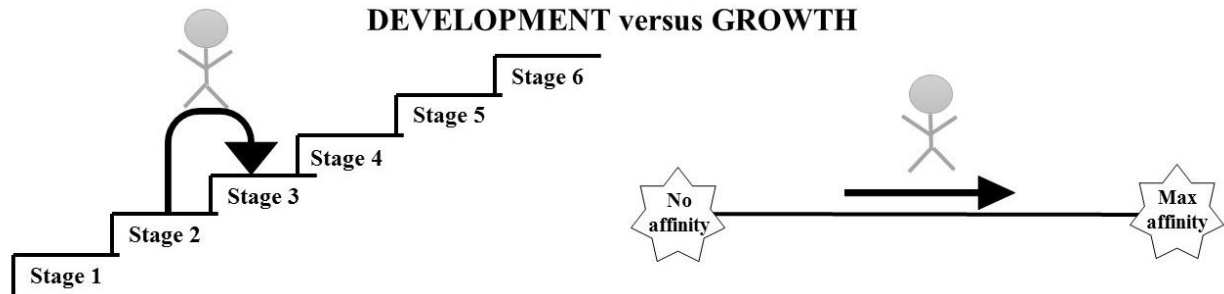 DEVELOPMENT versus GROWTH
Stage 1
Stage 2
Stage 3
Stage 4
Stage 5
Stage 6
No
affinity
Max
affinity